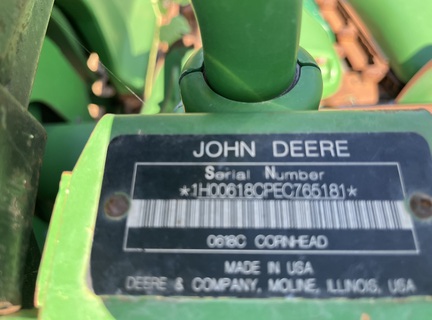 JOHN DEERE
Serial Number
*1H00618CPEC765181*
0618C CORNHEAD
MADE IN USA
DEERE & COMPANY, MOLINE, ILLINOIS, USA